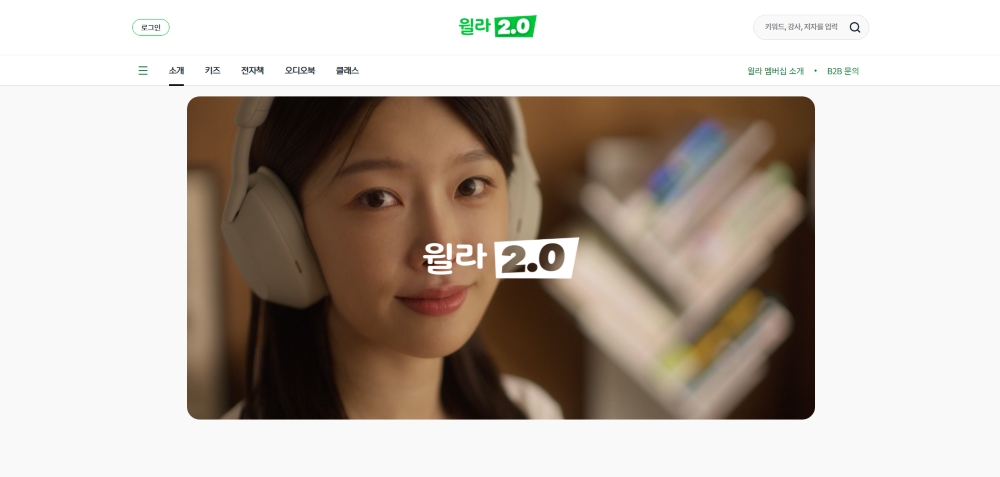 로그인
윌라 2.0
키워드, 강사, 저자를 입력
소개
키즈
전자책
오디오북
클래스
윌라 멤버십 소개 • B2B 문의
윌라 2.0